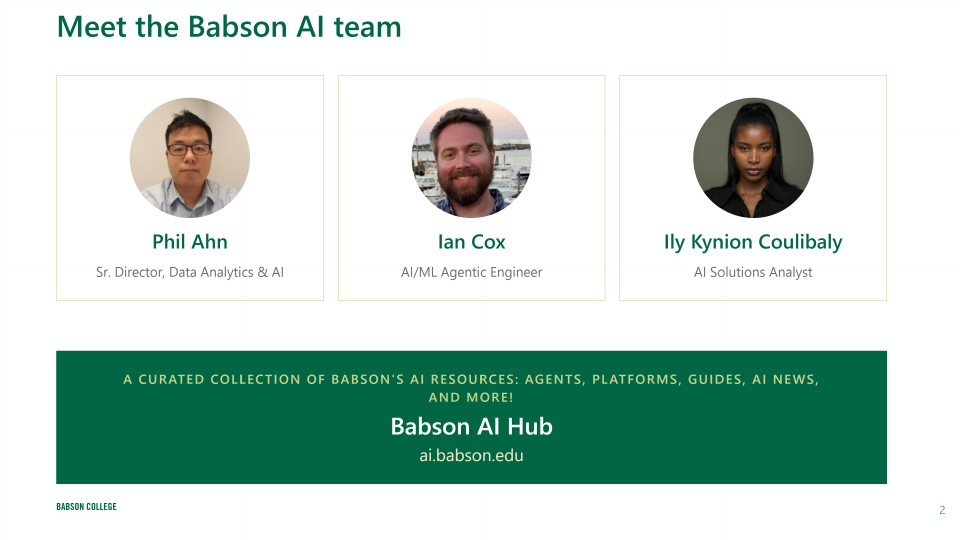 Meet the Babson AI team
Phil Ahn
Sr. Director, Data Analytics & AI
Ian Cox
AI/ML Agentic Engineer
Ily Kynion Coulibaly
AI Solutions Analyst
A CURATED COLLECTION OF BABSON'S AI RESOURCES: AGENTS, PLATFORMS, GUIDES, AI NEWS,
AND MORE!
Babson AI Hub
ai.babson.edu
BABSON COLLEGE
2